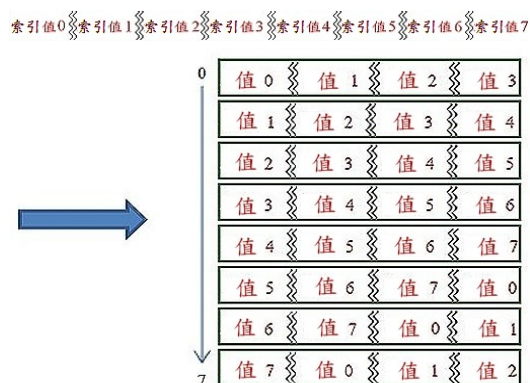 索引值0 索引值1 索引值2 索引值3 索引值4 索引值5 索引值6 索引值7
0
值 0 值 1 值 2 值 3
值 1 值 2 值 3 值 4
值 2 值 3 值 4 值 5
值 3 值 4 值 5 值 6
值 4 值 5 值 6 值 7
值 5 值 6 值 7 值 0
值 6 值 7 值 0 值 1
值 7 值 0 值 1 值 2
7